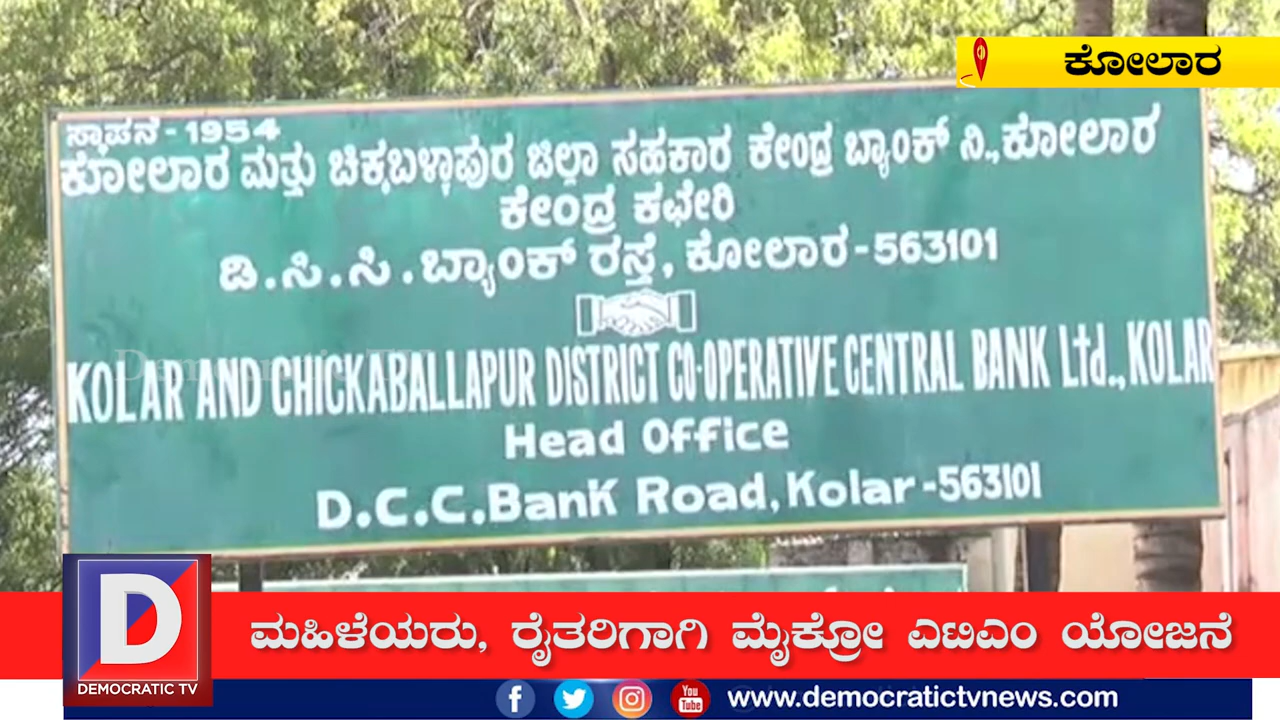 ಕೋಲಾರ
ಸ್ಥಾಪನೆ - 1954
ಕೋಲಾರ ಮತ್ತು ಚಿಕ್ಕಬಳ್ಳಾಪುರ ಜಿಲ್ಲಾ ಸಹಕಾರ ಕೇಂದ್ರ ಬ್ಯಾಂಕ್ ನಿ., ಕೋಲಾರ
ಕೇಂದ್ರ ಕಛೇರಿ
ಡಿ.ಸಿ.ಸಿ.ಬ್ಯಾಂಕ್ ರಸ್ತೆ, ಕೋಲಾರ-563101
KOLAR AND CHICKABALLAPUR DISTRICT CO-OPERATIVE CENTRAL BANK Ltd., KOLAR
Head Office
D.C.C.Bank Road, Kolar-563101
ಮಹಿಳೆಯರು, ರೈತರಿಗಾಗಿ ಮೈಕ್ರೋ ಎಟಿಎಂ ಯೋಜನೆ
D
DEMOCRATIC TV
www.democratictvnews.com